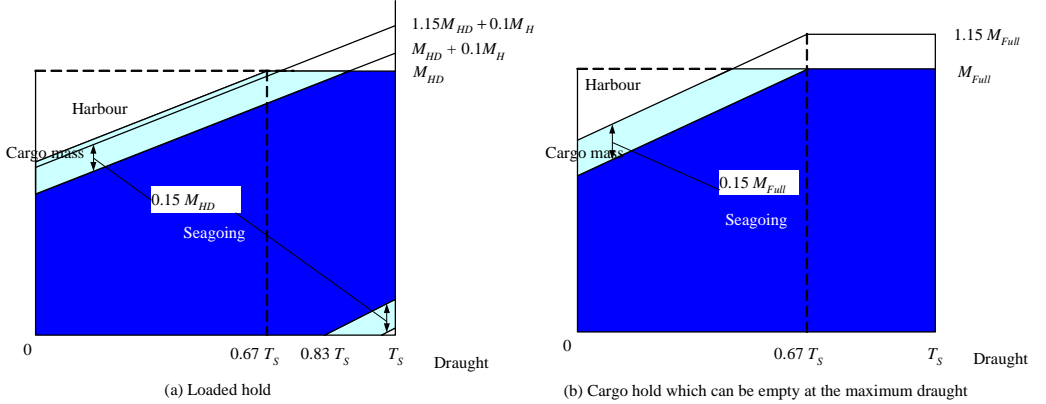 1.15M_HD + 0.1M_H
M_HD + 0.1M_H
M_HD
Harbour
Cargo mass
0.15 M_HD
Seagoing
0
0.67 T_S
0.83 T_S
T_S
Draught
(a) Loaded hold
1.15 M_Full
M_Full
Harbour
Cargo mass
0.15 M_Full
Seagoing
0
0.67 T_S
T_S
Draught
(b) Cargo hold which can be empty at the maximum draught